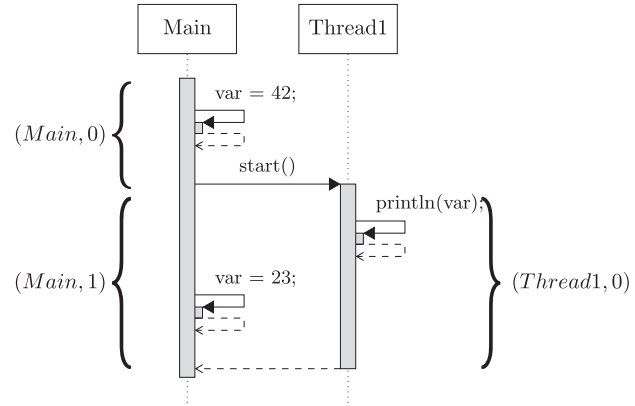 Main
Thread1
var = 42;
(Main, 0)
start()
println(var);
var = 23;
(Main, 1)
(Thread1, 0)